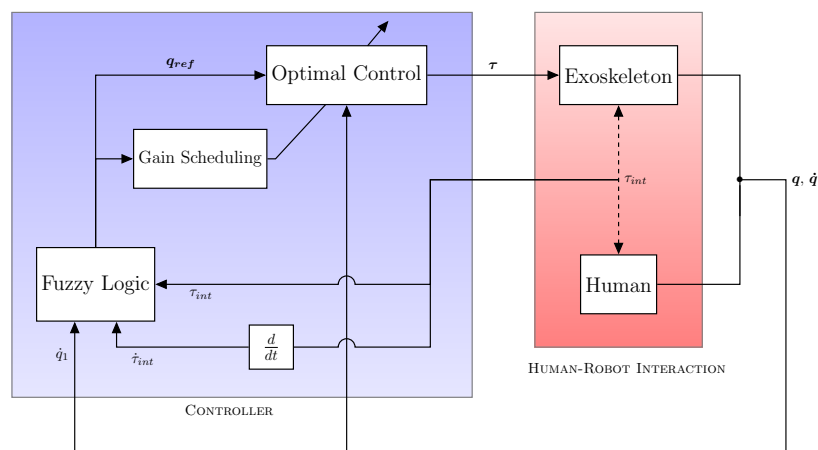 q_ref
Optimal Control
τ
Exoskeleton
Gain Scheduling
τ_int
q, q̇
Fuzzy Logic
τ_int
Human
d/dt
q̇_1
τ̇_int
Human-Robot Interaction
Controller